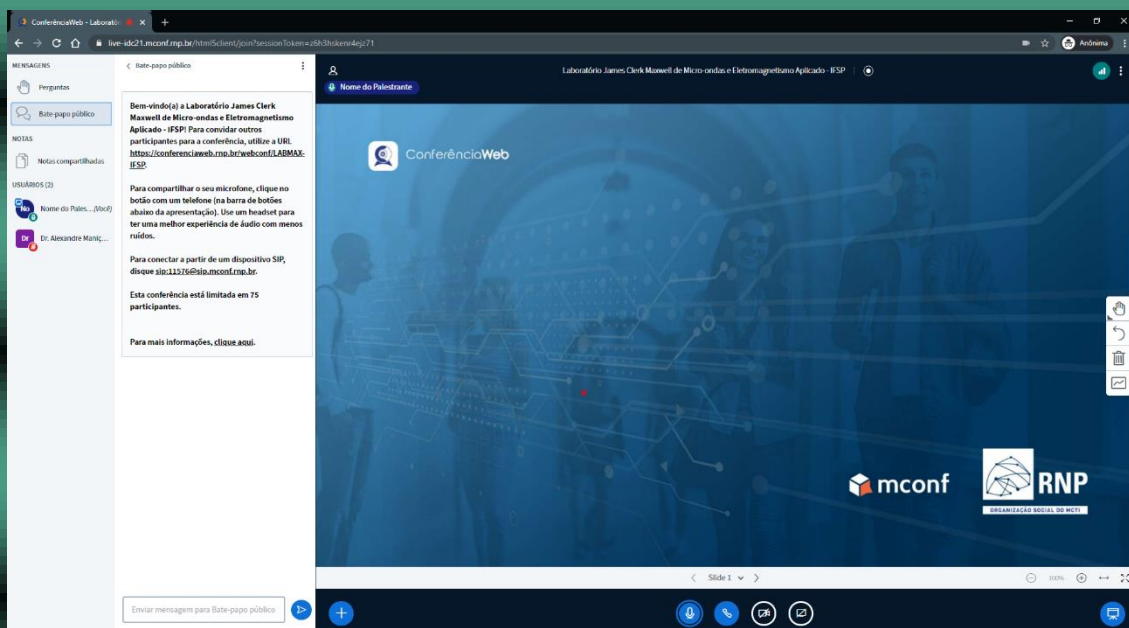 ConferênciaWeb - Laborató
live-idc21.mconf.rnp.br/html5client/join?sessionToken=z6h3hskenr4ejz71
Anônima
MENSAGENS
Perguntas
Bate-papo público
NOTAS
Notas compartilhadas
USUÁRIOS (2)
No
Nome do Pales... (Você)
Dr
Dr. Alexandre Maniç...
Bate-papo público
Bem-vindo(a) a Laboratório James Clerk
Maxwell de Micro-ondas e Eletromagnetismo
Aplicado - IFSP! Para convidar outros
participantes para a conferência, utilize a URL
https://conferenciaweb.rnp.br/webconf/LABMAX-
IFSP.
Para compartilhar o seu microfone, clique no
botão com um telefone (na barra de botões
abaixo da apresentação). Use um headset para
ter uma melhor experiência de áudio com menos
ruídos.
Para conectar a partir de um dispositivo SIP,
disque sip:11576@sip.mconf.rnp.br.
Esta conferência está limitada em 75
participantes.
Para mais informações, clique aqui.
Enviar mensagem para Bate-papo público
Laboratório James Clerk Maxwell de Micro-ondas e Eletromagnetismo Aplicado - IFSP
Nome do Palestrante
ConferênciaWeb
mconf
RNP
ORGANIZAÇÃO SOCIAL DO MCTI
Slide 1
100%